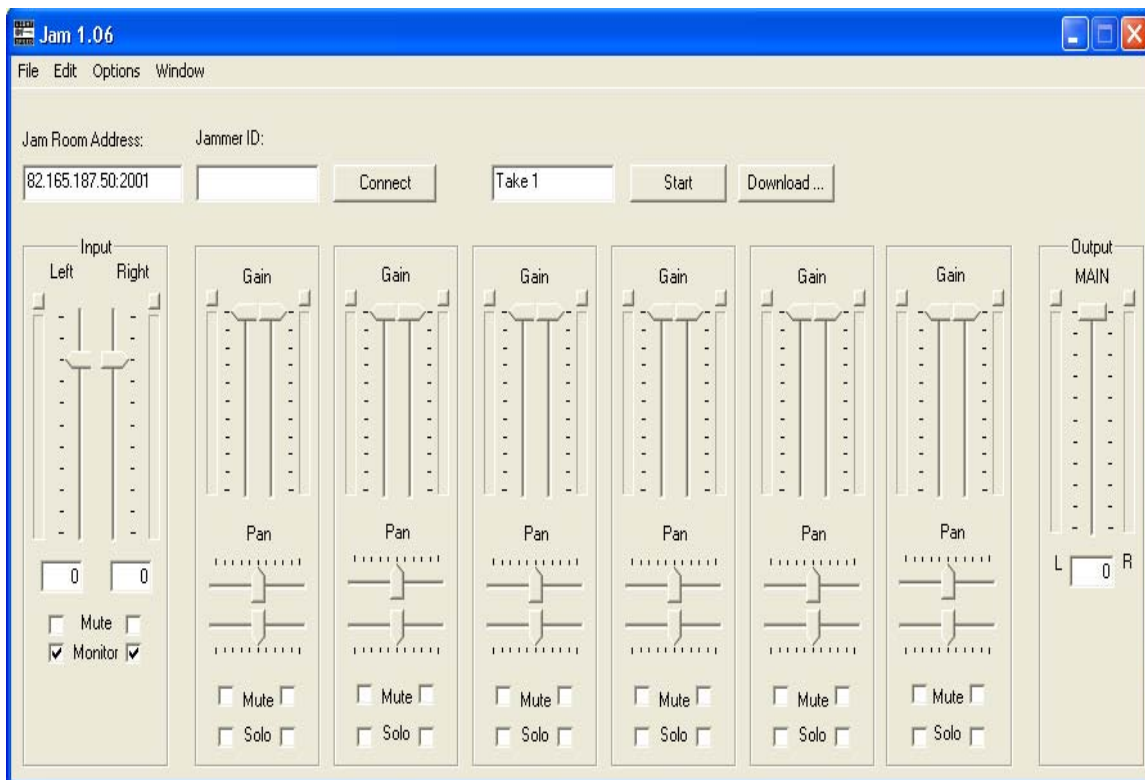 Jam 1.06
File Edit Options Window
Jam Room Address: Jammer ID:
82.165.187.50:2001 Connect Take 1 Start Download ...
Input Output
Left Right Gain Gain Gain Gain Gain Gain MAIN
Pan Pan Pan Pan Pan Pan
0 0 L 0 R
Mute
Monitor
Mute Mute Mute Mute Mute Mute
Solo Solo Solo Solo Solo Solo